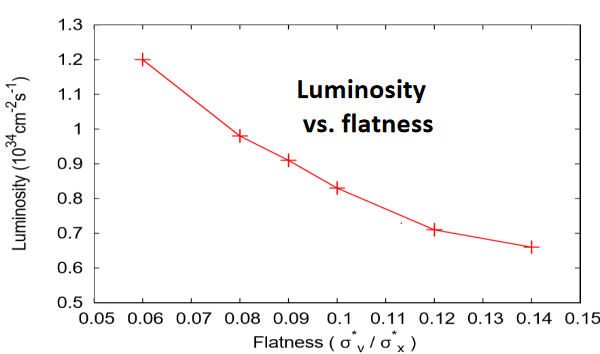 1.3
1.2
1.1
1
0.9
0.8
0.7
0.6
0.5
Luminosity (10³⁴cm⁻²s⁻¹)
Luminosity
vs. flatness
0.05 0.06 0.07 0.08 0.09 0.1 0.11 0.12 0.13 0.14 0.15
Flatness ( σ*y / σ*x )